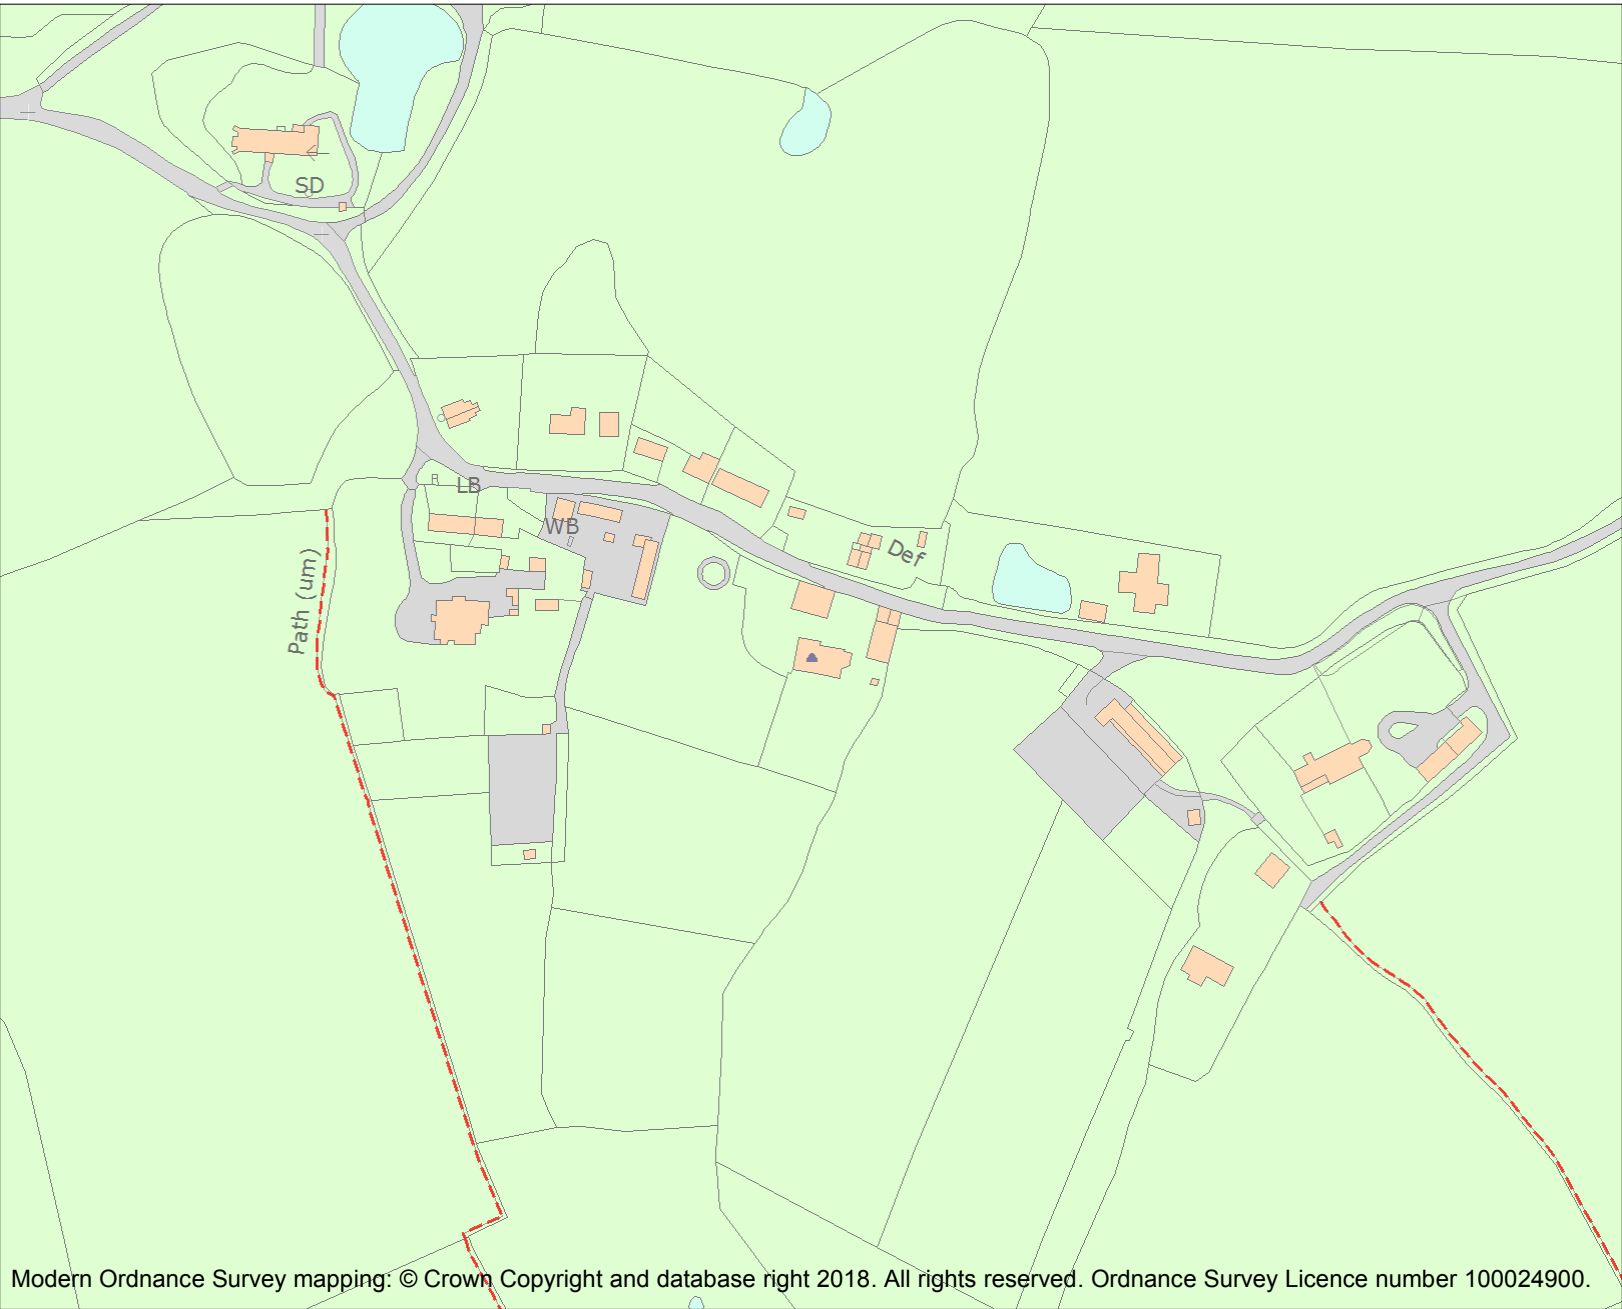 SD
LB
WB
Def
Path (um)
Modern Ordnance Survey mapping: © Crown Copyright and database right 2018. All rights reserved. Ordnance Survey Licence number 100024900.